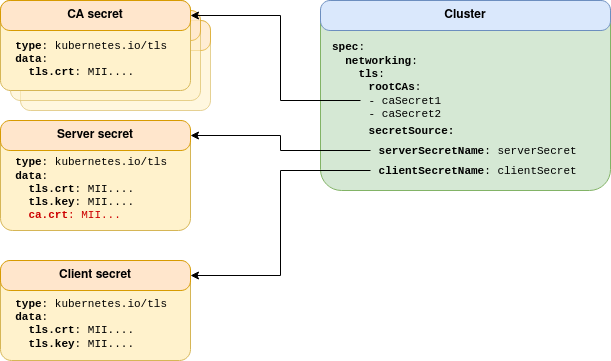 CA secret
type: kubernetes.io/tls
data:
tls.crt: MII....
Server secret
type: kubernetes.io/tls
data:
tls.crt: MII....
tls.key: MII....
ca.crt: MII...
Client secret
type: kubernetes.io/tls
data:
tls.crt: MII....
tls.key: MII....
Cluster
spec:
networking:
tls:
rootCAs:
- caSecret1
- caSecret2
secretSource:
serverSecretName: serverSecret
clientSecretName: clientSecret